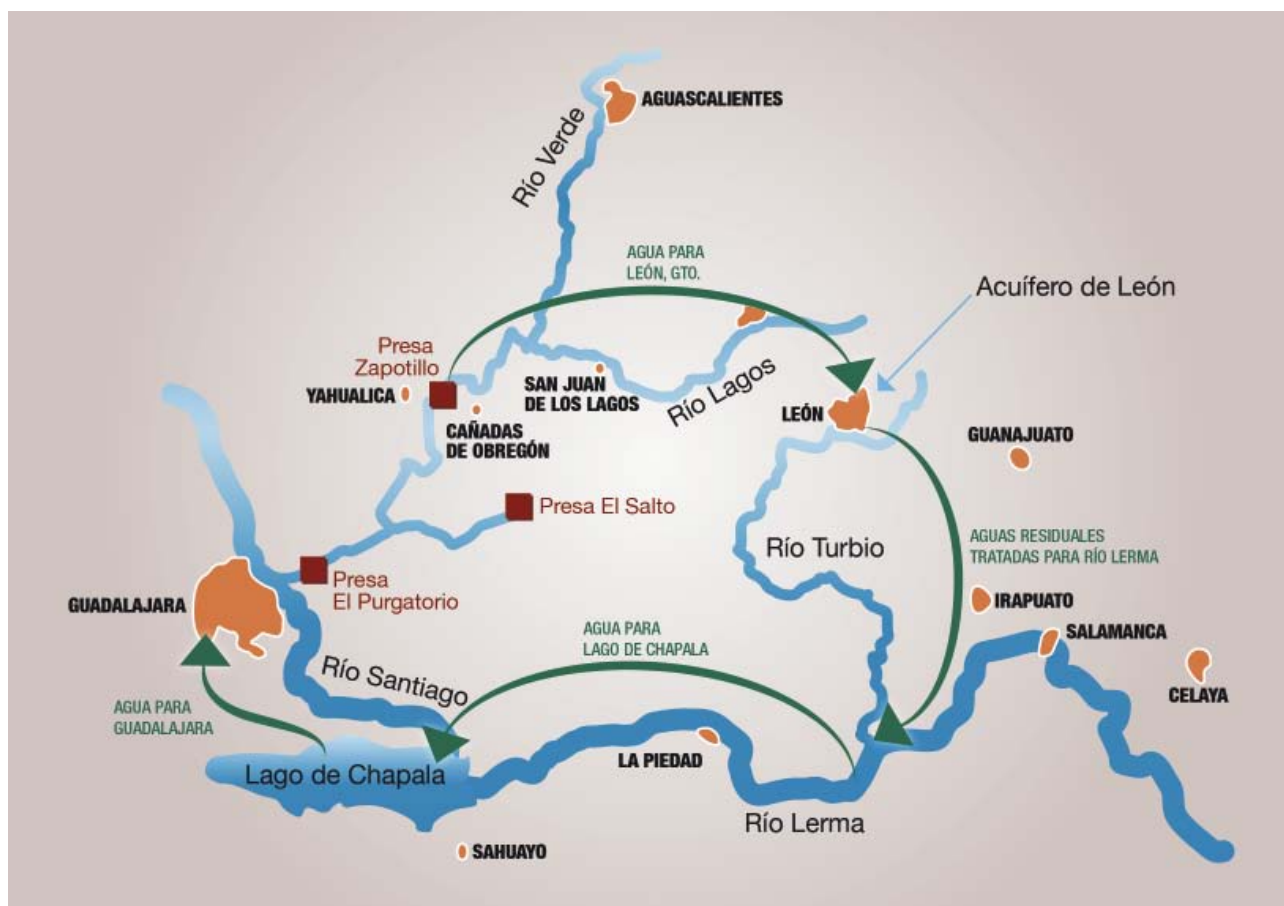 AGUASCALIENTES
Río Verde
AGUA PARA
LEÓN, GTO.
Acuífero de León
Presa
Zapotillo
YAHUALICA
SAN JUAN
DE LOS LAGOS
Río Lagos
CAÑADAS
DE OBREGÓN
LEÓN
GUANAJUATO
Presa El Salto
Río Turbio
AGUAS RESIDUALES
TRATADAS PARA RÍO LERMA
Presa
El Purgatorio
GUADALAJARA
IRAPUATO
SALAMANCA
AGUA PARA
LAGO DE CHAPALA
Río Santiago
CELAYA
AGUA PARA
GUADALAJARA
LA PIEDAD
Lago de Chapala
Río Lerma
SAHUAYO